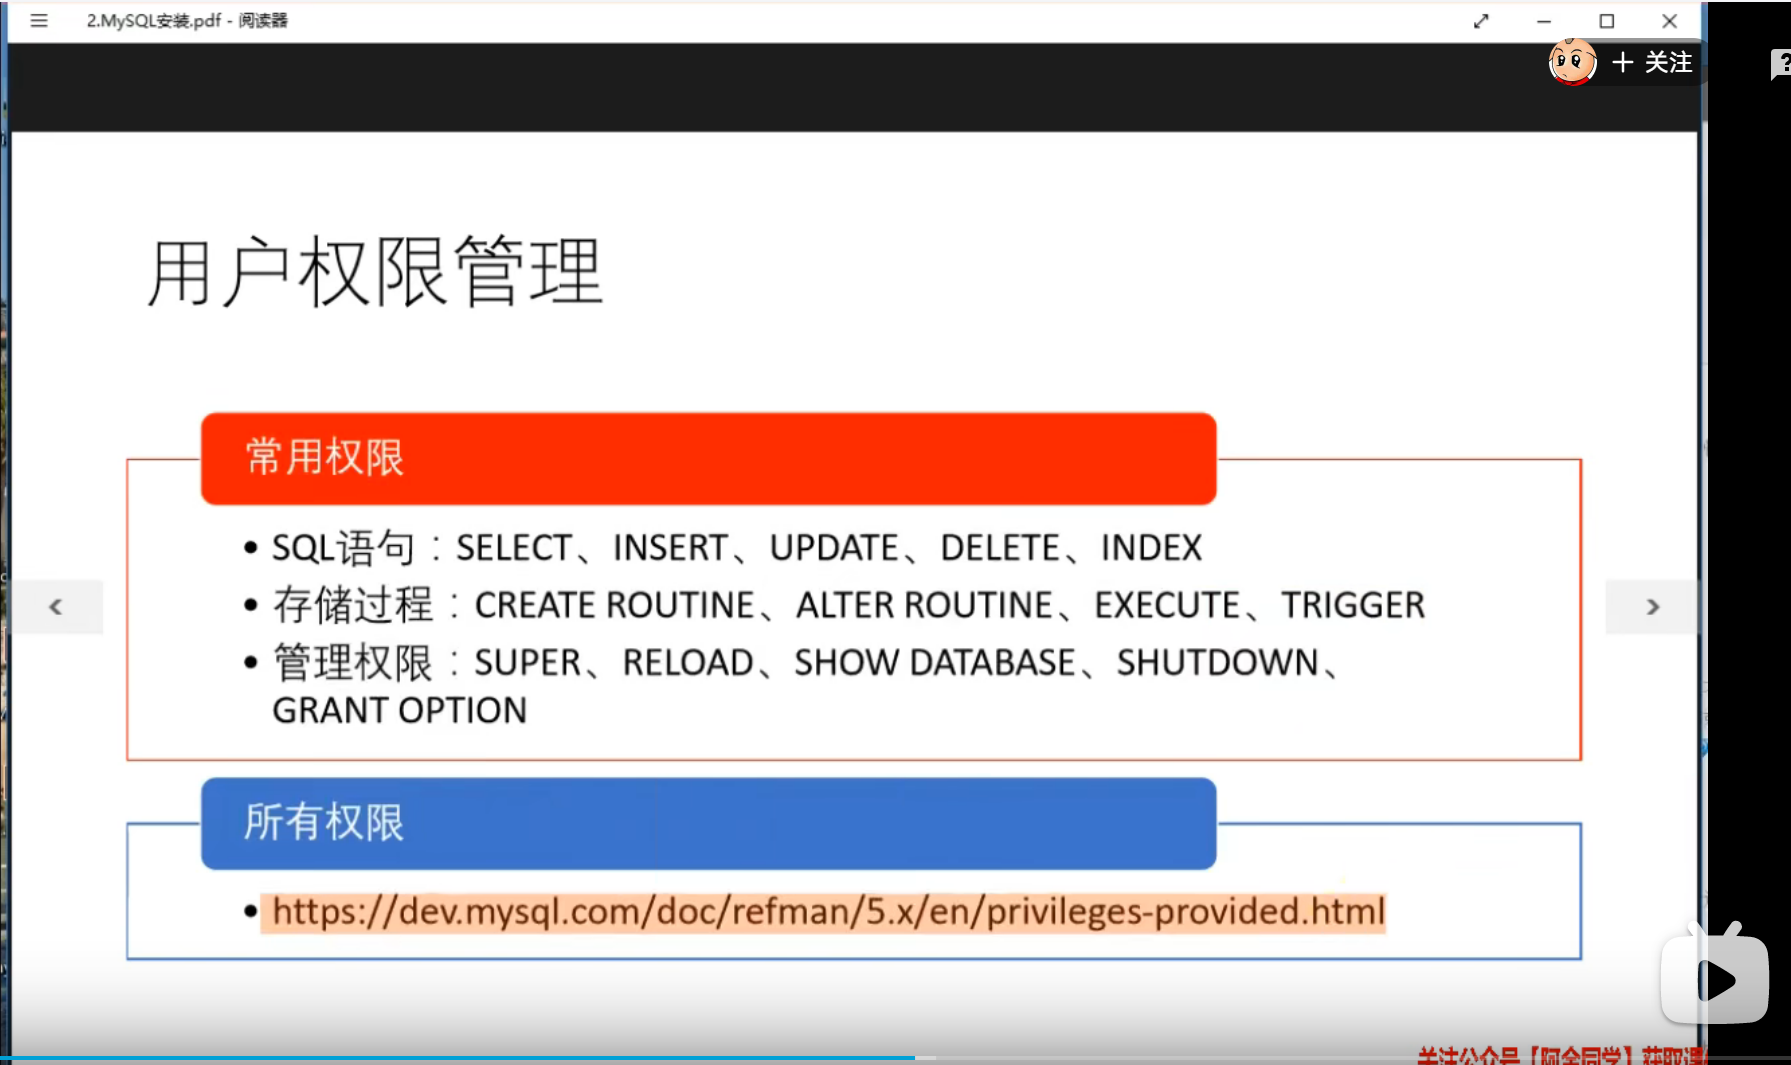 2.MySQL安装.pdf - 阅读器
关注
用户权限管理
常用权限
• SQL语句：SELECT、INSERT、UPDATE、DELETE、INDEX
• 存储过程：CREATE ROUTINE、ALTER ROUTINE、EXECUTE、TRIGGER
• 管理权限：SUPER、RELOAD、SHOW DATABASE、SHUTDOWN、
GRANT OPTION
所有权限
• https://dev.mysql.com/doc/refman/5.x/en/privileges-provided.html
关注公众号【阿金同学】获取课